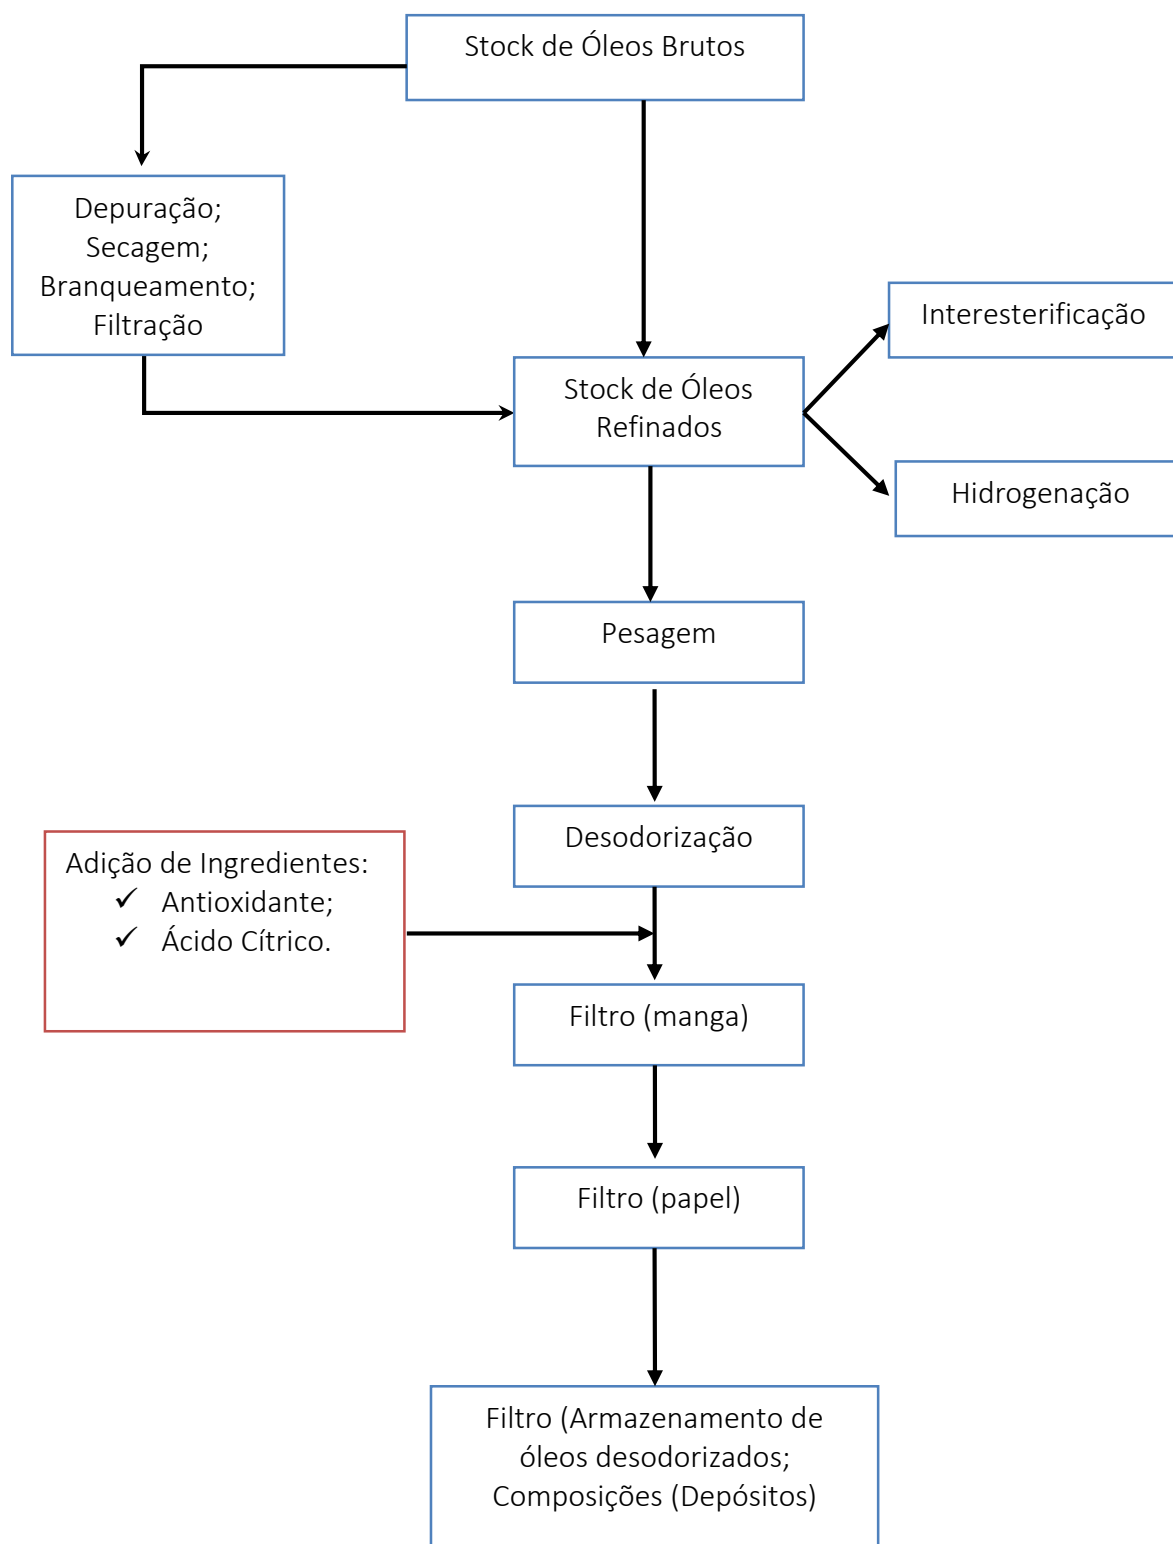 Stock de Óleos Brutos
Depuração;
Secagem;
Branqueamento;
Filtração
Interesterificação
Stock de Óleos
Refinados
Hidrogenação
Pesagem
Desodorização
Adição de Ingredientes:
✓ Antioxidante;
✓ Ácido Cítrico.
Filtro (manga)
Filtro (papel)
Filtro (Armazenamento de
óleos desodorizados;
Composições (Depósitos)